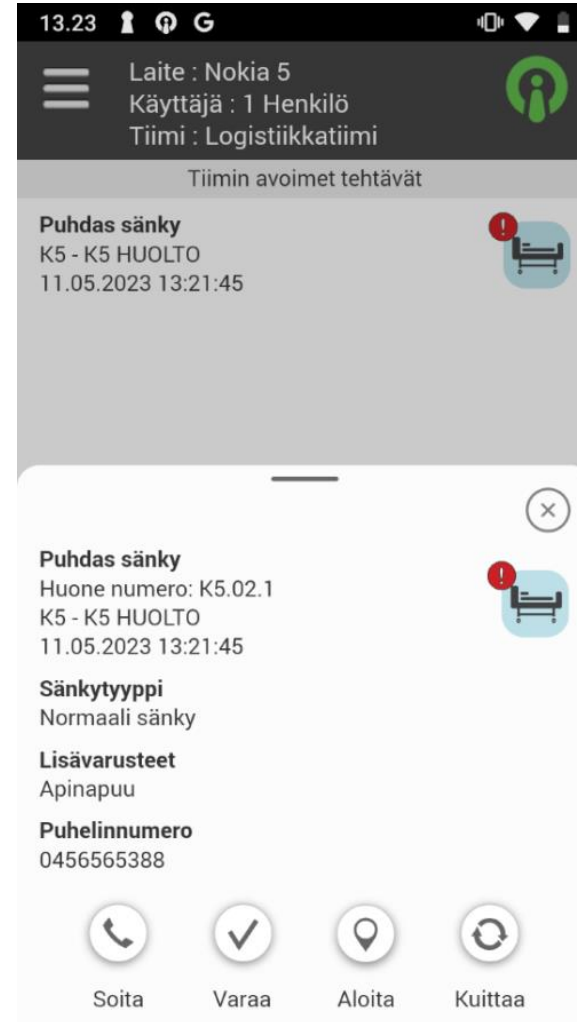 13.23 G
Laite : Nokia 5
Käyttäjä : 1 Henkilö
Tiimi : Logistiikkatiimi
Tiimin avoimet tehtävät
Puhdas sänky
K5 - K5 HUOLTO
11.05.2023 13:21:45
Puhdas sänky
Huone numero: K5.02.1
K5 - K5 HUOLTO
11.05.2023 13:21:45
Sänkytyyppi
Normaali sänky
Lisävarusteet
Apinapuu
Puhelinnumero
0456565388
Soita Varaa Aloita Kuittaa